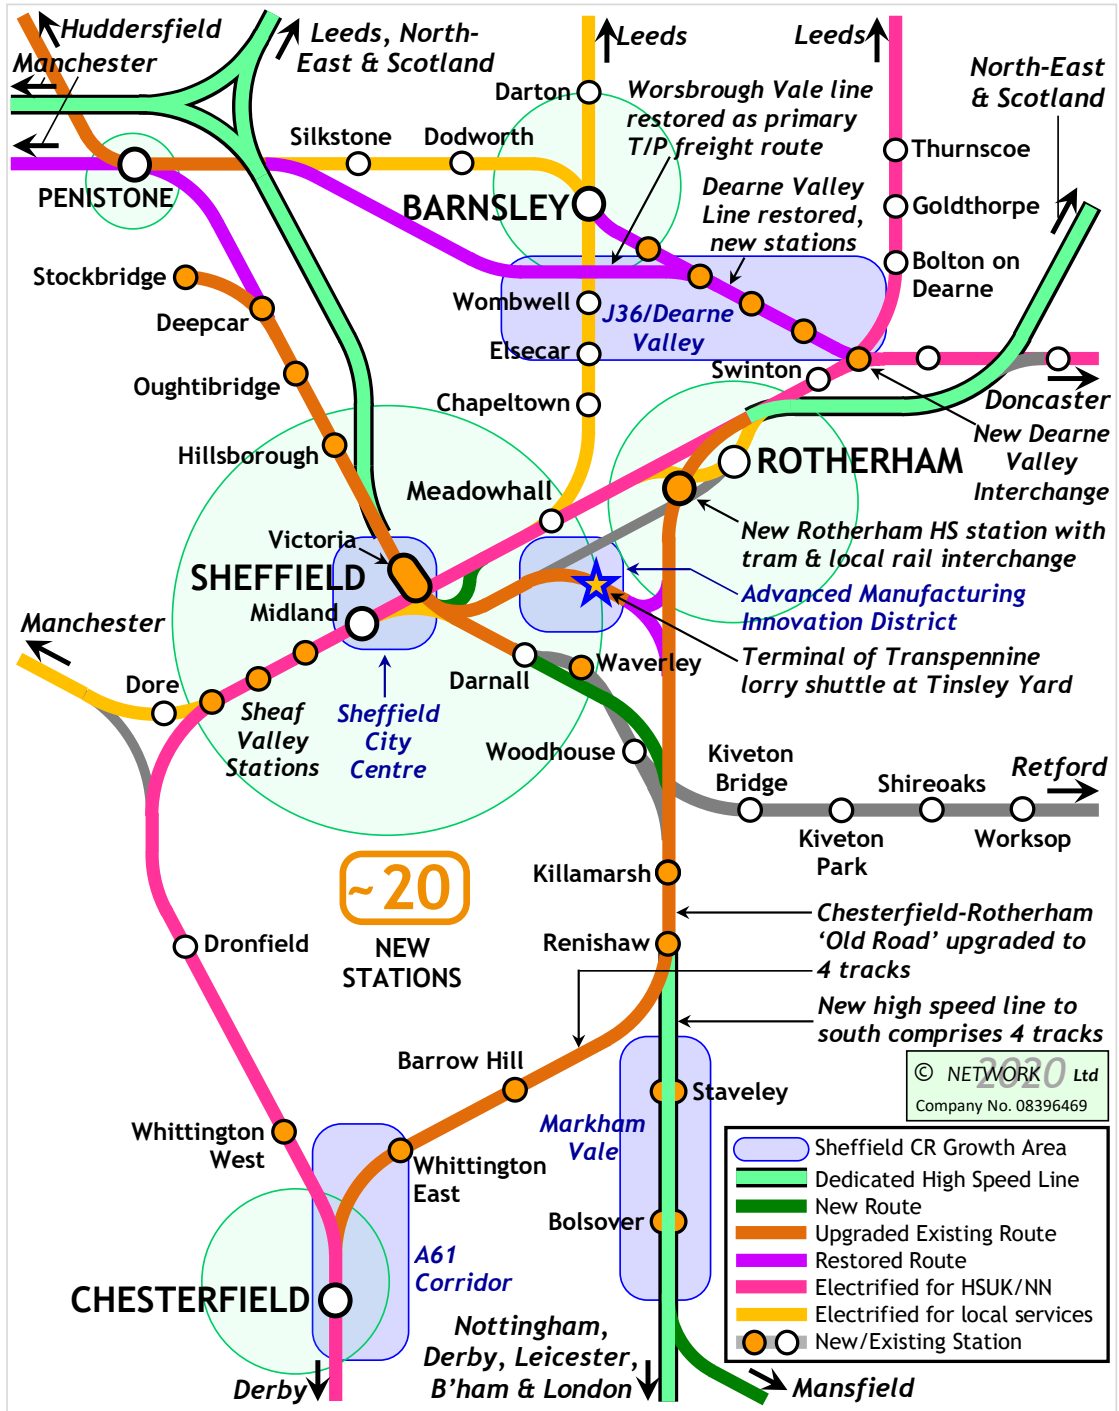 Huddersfield
Manchester
Leeds, North-
East & Scotland
Leeds
Leeds
North-East
& Scotland
Darton
Worsbrough Vale line
restored as primary
T/P freight route
Silkstone
Dodworth
Thurnscoe
PENISTONE
BARNSLEY
Dearne Valley
Line restored,
new stations
Goldthorpe
Stockbridge
Bolton on
Dearne
Deepcar
Wombwell
J36/Dearne
Valley
Elsecar
Oughtibridge
Swinton
Chapeltown
Doncaster
Hillsborough
New Dearne
Valley
Interchange
ROTHERHAM
Meadowhall
New Rotherham HS station with
tram & local rail interchange
Victoria
SHEFFIELD
Midland
Advanced Manufacturing
Innovation District
Manchester
Terminal of Transpennine
lorry shuttle at Tinsley Yard
Waverley
Darnall
Dore
Sheaf
Valley
Stations
Sheffield
City
Centre
Woodhouse
Kiveton
Bridge
Shireoaks
Retford
Kiveton
Park
Worksop
Killamarsh
~20
NEW
STATIONS
Chesterfield-Rotherham
‘Old Road’ upgraded to
4 tracks
Dronfield
Renishaw
New high speed line to
south comprises 4 tracks
Barrow Hill
© NETWORK 2020 Ltd
Company No. 08396469
Staveley
Markham
Vale
Whittington
West
Whittington
East
Bolsover
A61
Corridor
CHESTERFIELD
Sheffield CR Growth Area
Dedicated High Speed Line
New Route
Upgraded Existing Route
Restored Route
Electrified for HSUK/NN
Electrified for local services
New/Existing Station
Derby
Nottingham,
Derby, Leicester,
B’ham & London
Mansfield